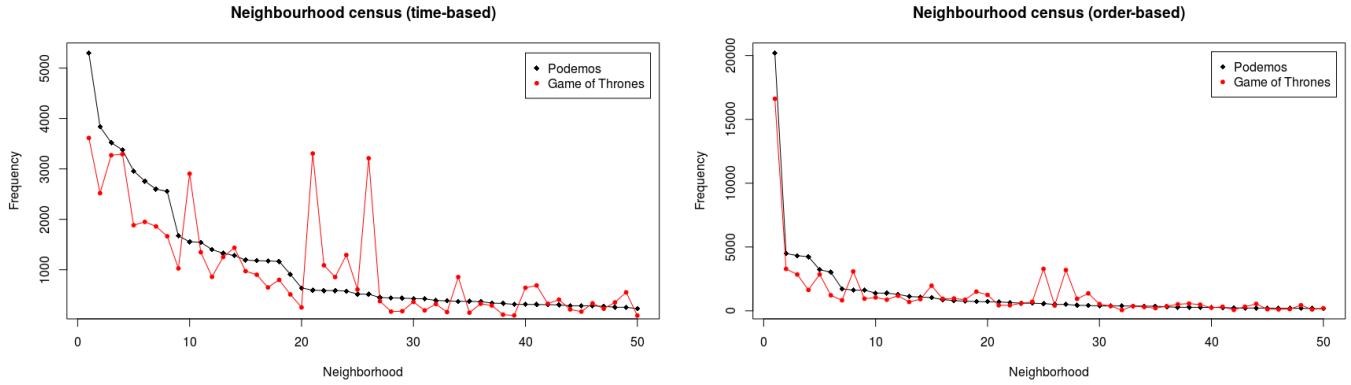 Neighbourhood census (time-based)
Frequency
5000
4000
3000
2000
1000
Podemos
Game of Thrones
0 10 20 30 40 50
Neighborhood
Neighbourhood census (order-based)
Frequency
20000
15000
10000
5000
0
Podemos
Game of Thrones
0 10 20 30 40 50
Neighborhood